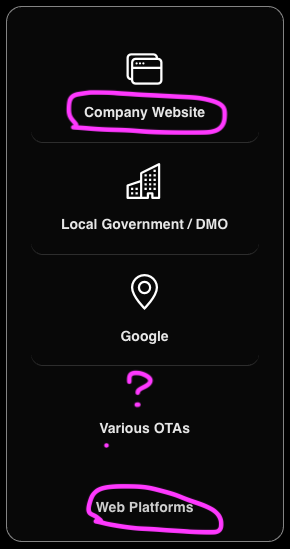 Company Website
Local Government / DMO
Google
?
Various OTAs
Web Platforms